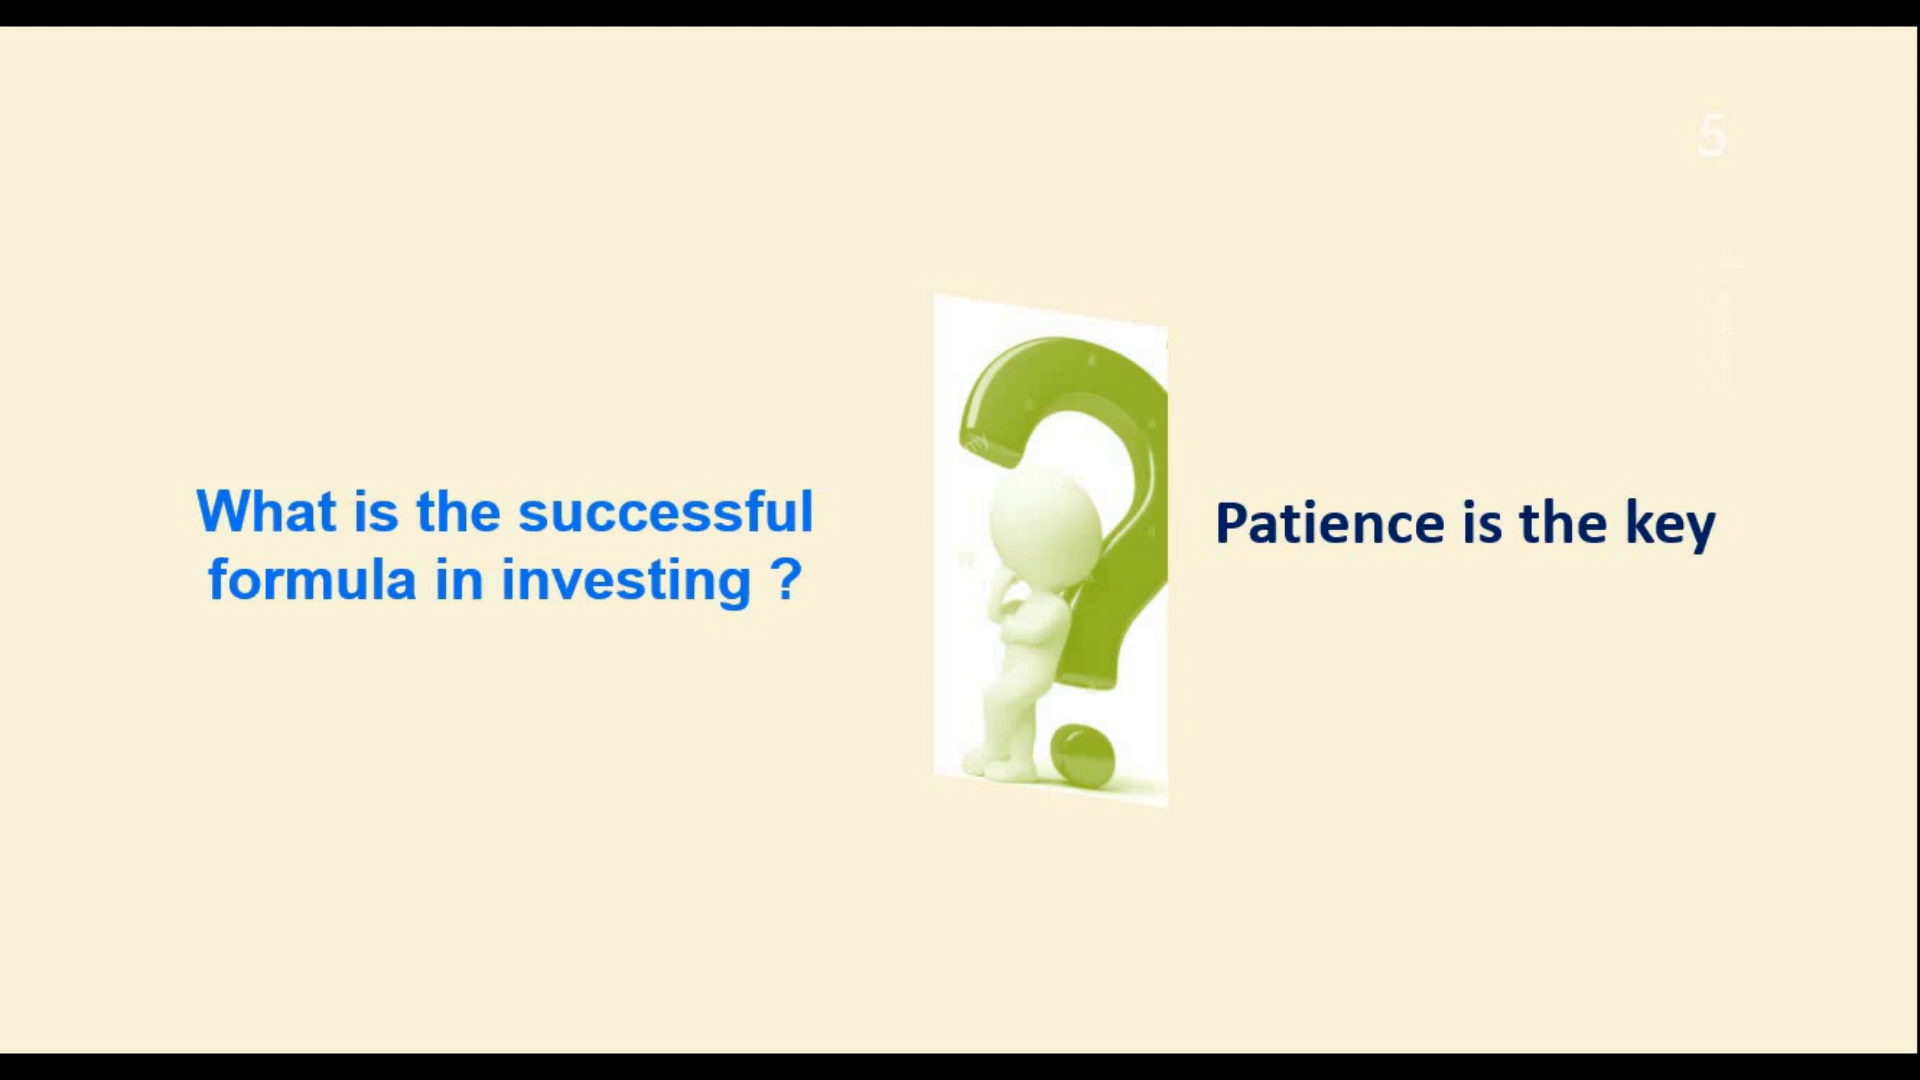 5
What is the successful
formula in investing ?
Patience is the key